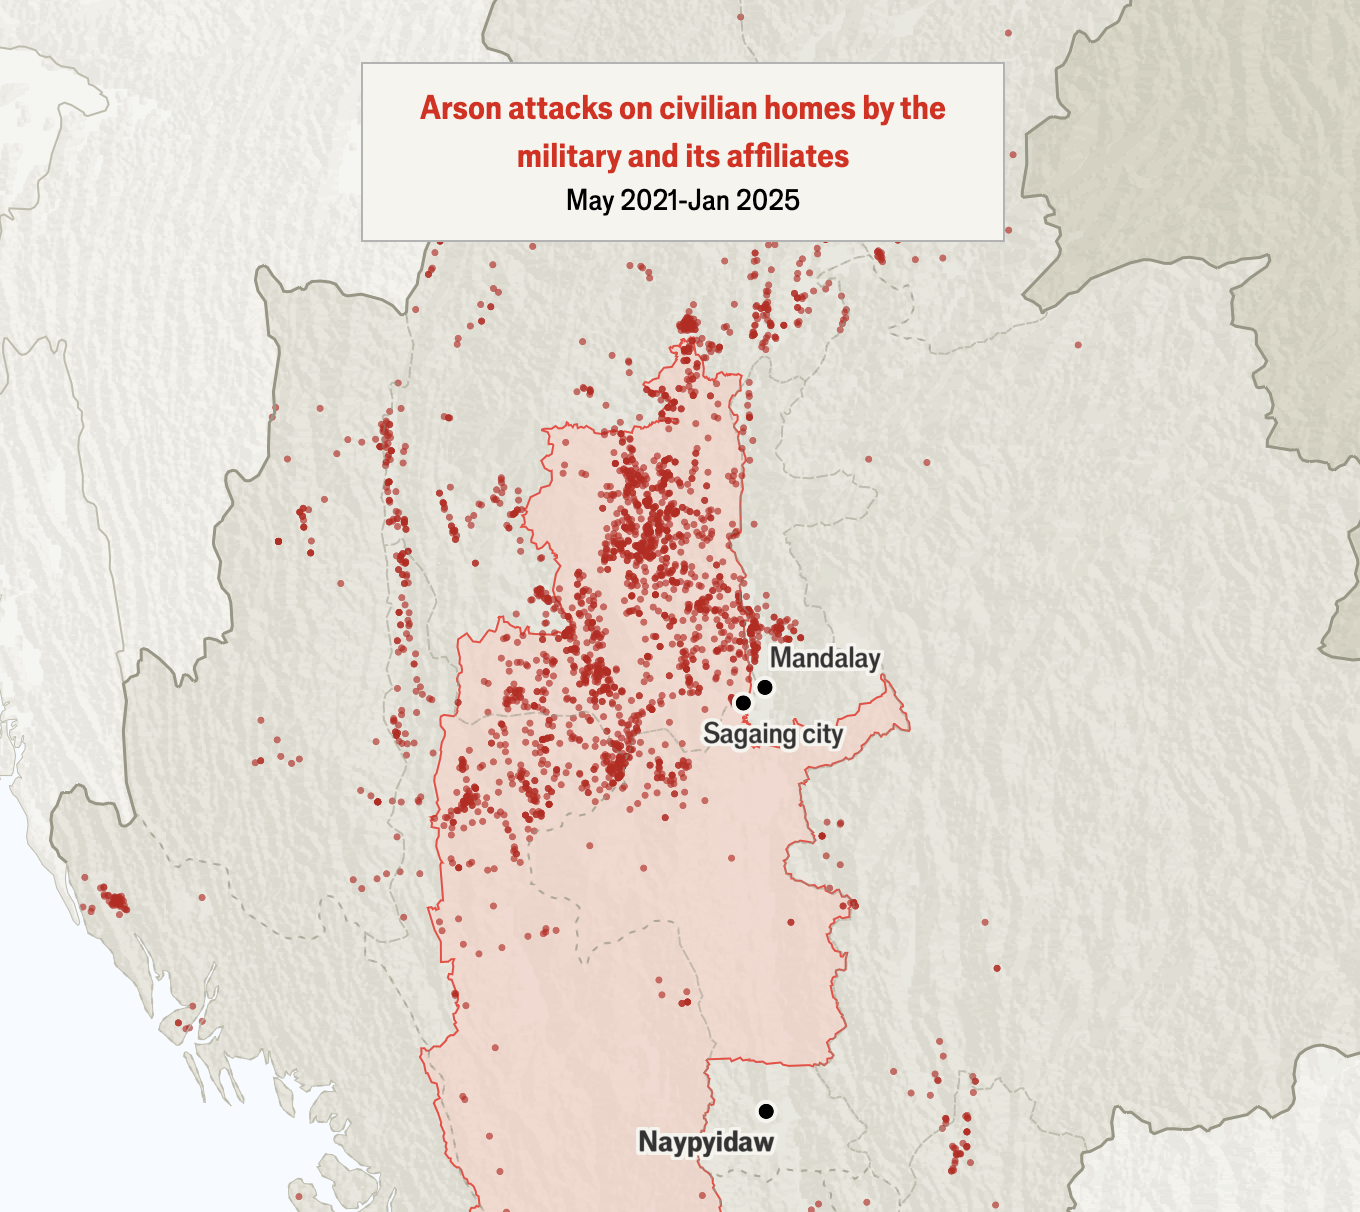 Arson attacks on civilian homes by the
military and its affiliates
May 2021-Jan 2025
Mandalay
Sagaing city
Naypyidaw